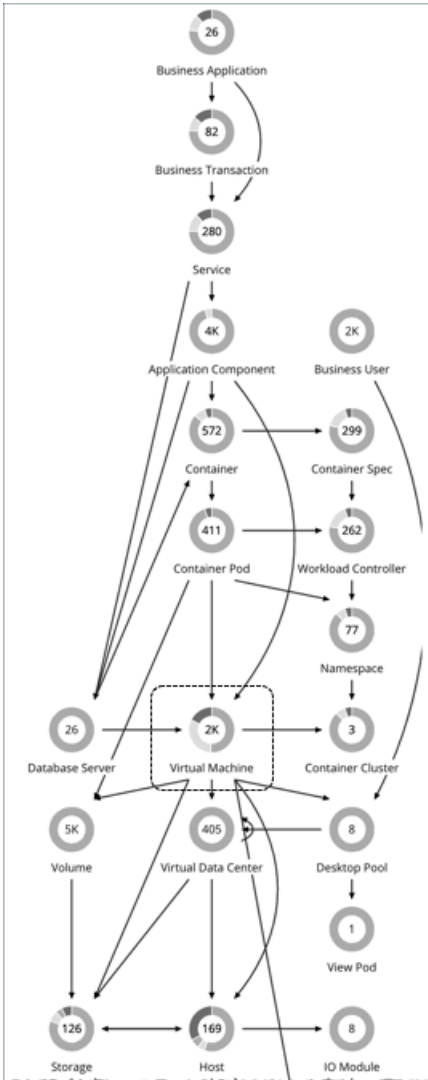 26
Business Application
82
Business Transaction
280
Service
4K 2K
Application Component Business User
572 299
Container Container Spec
411 262
Container Pod Workload Controller
77
Namespace
26 2K 3
Database Server Virtual Machine Container Cluster
5K 405 8
Volume Virtual Data Center Desktop Pool
1
View Pod
126 169 8
Storage Host IO Module